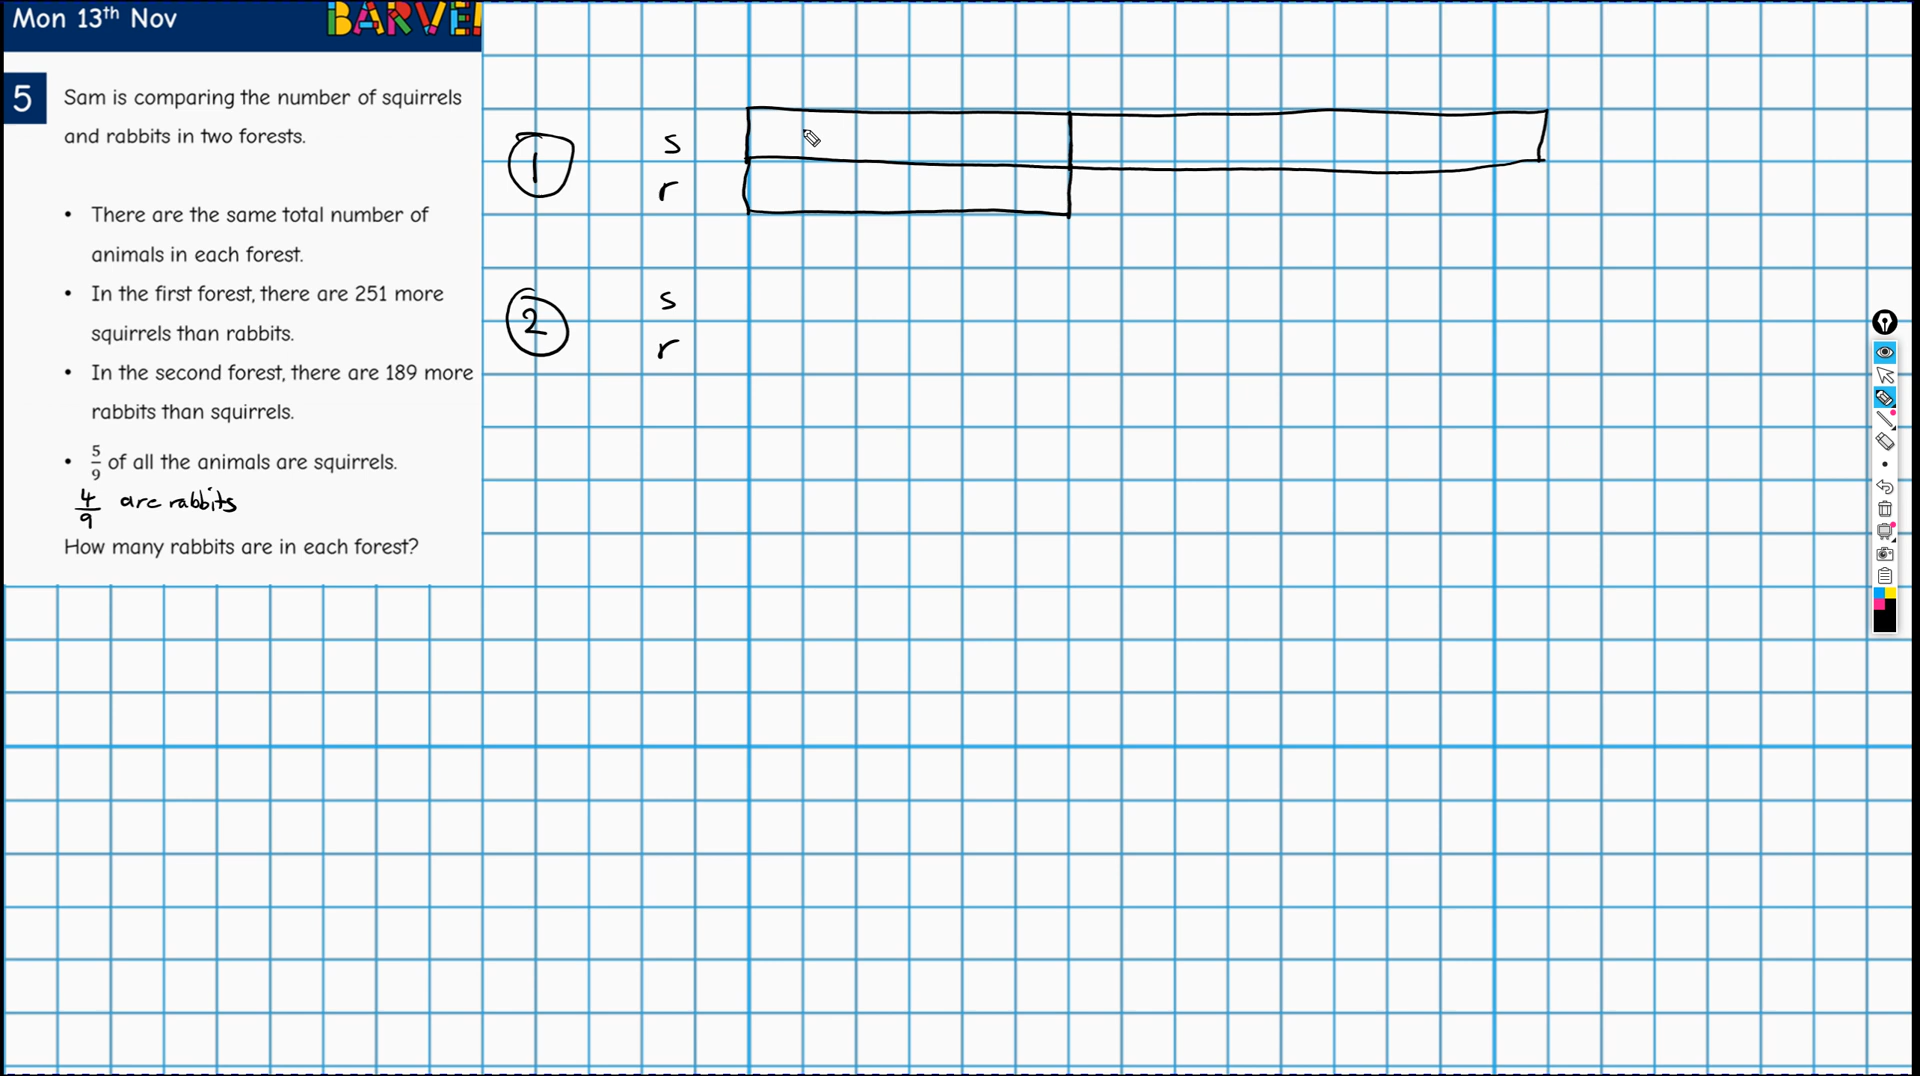 Mon 13th Nov
BARVE
5
Sam is comparing the number of squirrels
and rabbits in two forests.
• There are the same total number of
animals in each forest.
• In the first forest, there are 251 more
squirrels than rabbits.
• In the second forest, there are 189 more
rabbits than squirrels.
• 5/9 of all the animals are squirrels.
4/9 are rabbits
How many rabbits are in each forest?
1
s
r
2
s
r